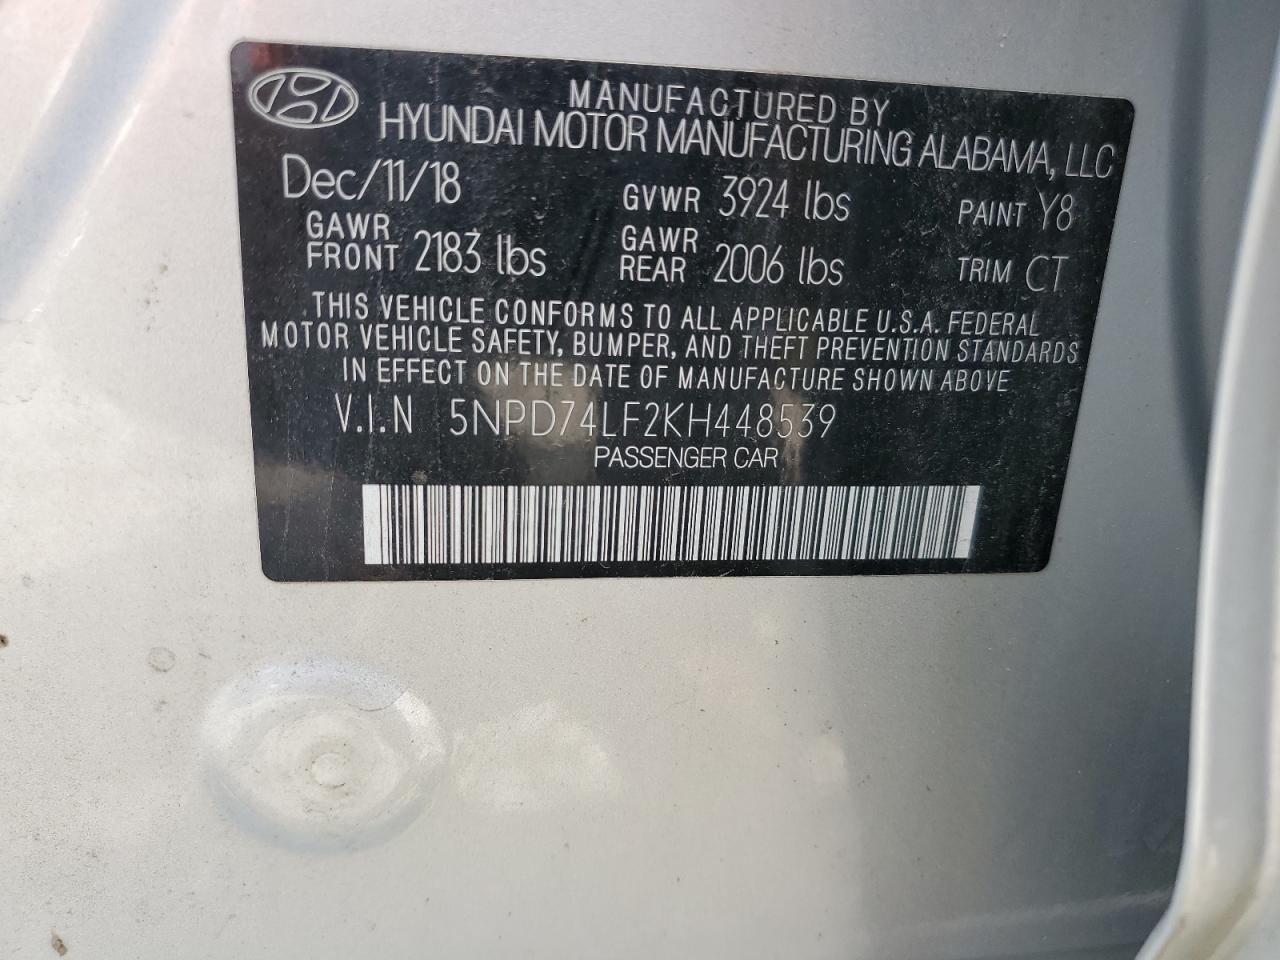 MANUFACTURED BY
HYUNDAI MOTOR MANUFACTURING ALABAMA, LLC
Dec/11/18 GVWR 3924 lbs PAINT Y8
GAWR FRONT 2183 lbs GAWR REAR 2006 lbs TRIM CT
THIS VEHICLE CONFORMS TO ALL APPLICABLE U.S.A. FEDERAL
MOTOR VEHICLE SAFETY, BUMPER, AND THEFT PREVENTION STANDARDS
IN EFFECT ON THE DATE OF MANUFACTURE SHOWN ABOVE
V.I.N 5NPD74LF2KH448539
PASSENGER CAR